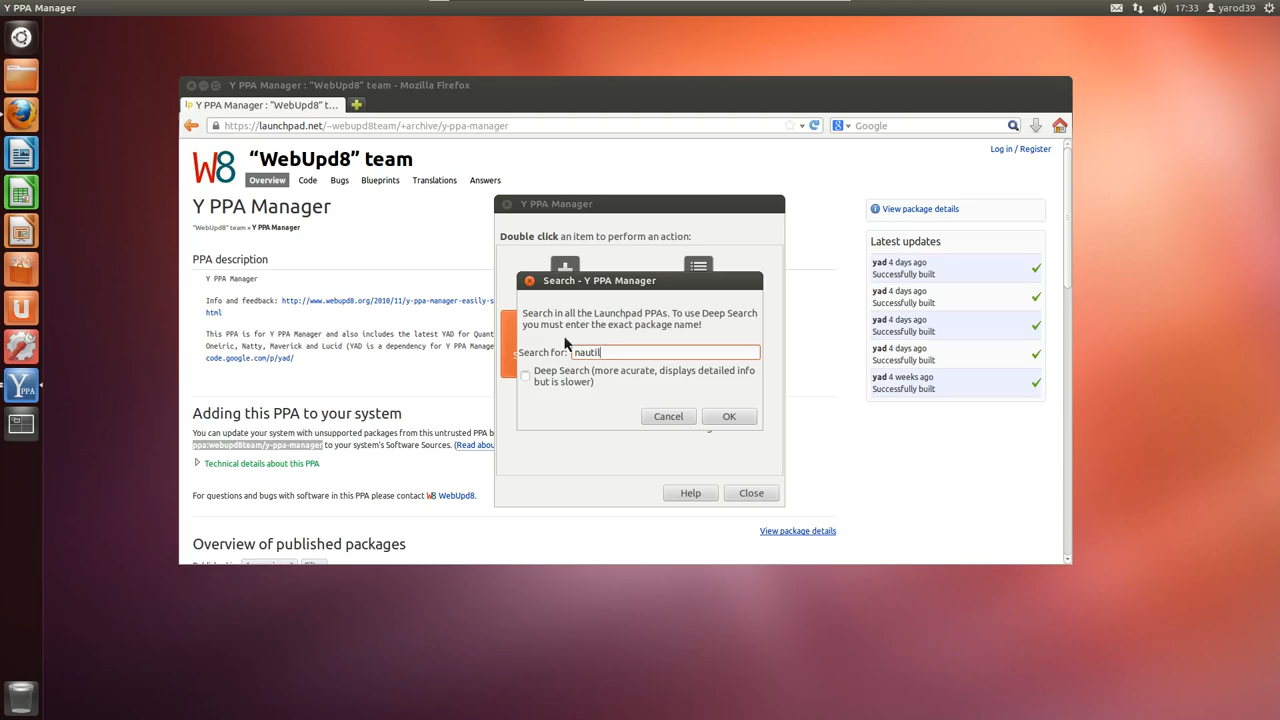 Y PPA Manager
17:33 yarod39
Y PPA Manager : "WebUpd8" team - Mozilla Firefox
Y PPA Manager : "WebUpd8" t...
https://launchpad.net/~webupd8team/+archive/y-ppa-manager
Google
Log in / Register
W8 "WebUpd8" team
Overview Code Bugs Blueprints Translations Answers
Y PPA Manager
"WebUpd8" team » Y PPA Manager
PPA description
Y PPA Manager
Info and feedback: http://www.webupd8.org/2010/11/y-ppa-manager-easily-s
This PPA is for Y PPA Manager and also includes the latest YAD for Quant
Oneiric, Natty, Maverick and Lucid (YAD is a dependency for Y PPA Manage
code.google.com/p/yad/
Adding this PPA to your system
You can update your system with unsupported packages from this untrusted PPA b
ppa:webupd8team/y-ppa-manager to your system's Software Sources. (Read abou
Technical details about this PPA
For questions and bugs with software in this PPA please contact W8 WebUpd8.
View package details
Overview of published packages
View package details
Latest updates
yad 4 days ago
Successfully built
yad 4 days ago
Successfully built
yad 4 days ago
Successfully built
yad 4 days ago
Successfully built
yad 4 weeks ago
Successfully built
Y PPA Manager
Double click an item to perform an action:
Search - Y PPA Manager
Search in all the Launchpad PPAs. To use Deep Search
you must enter the exact package name!
Search for: nautil
Deep Search (more acurate, displays detailed info
but is slower)
Cancel OK
Help Close